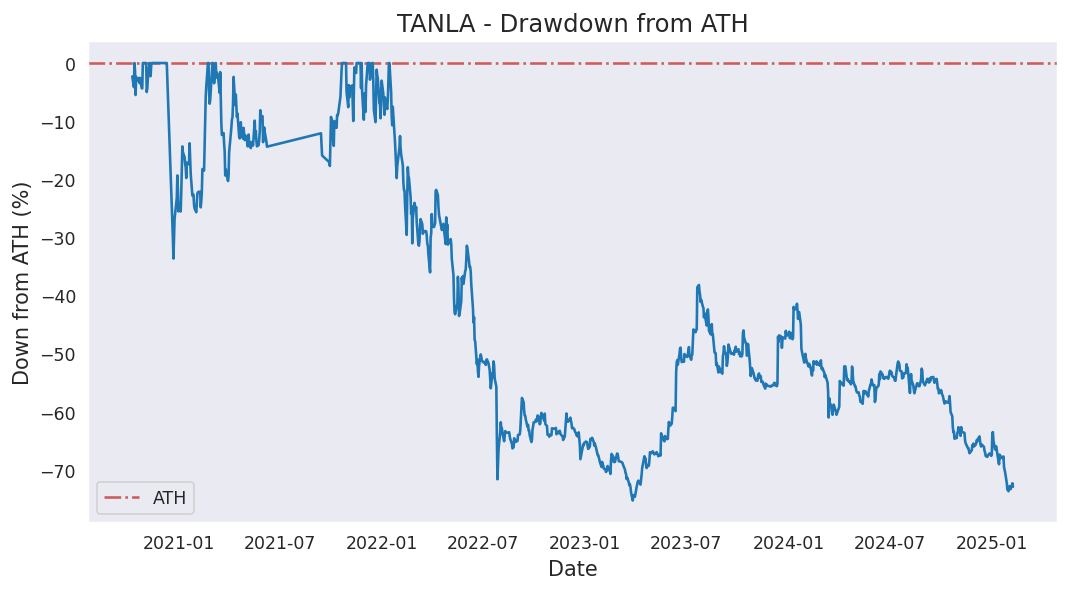 TANLA - Drawdown from ATH
Down from ATH (%)
0
−10
−20
−30
−40
−50
−60
−70
ATH
2021-01 2021-07 2022-01 2022-07 2023-01 2023-07 2024-01 2024-07 2025-01
Date